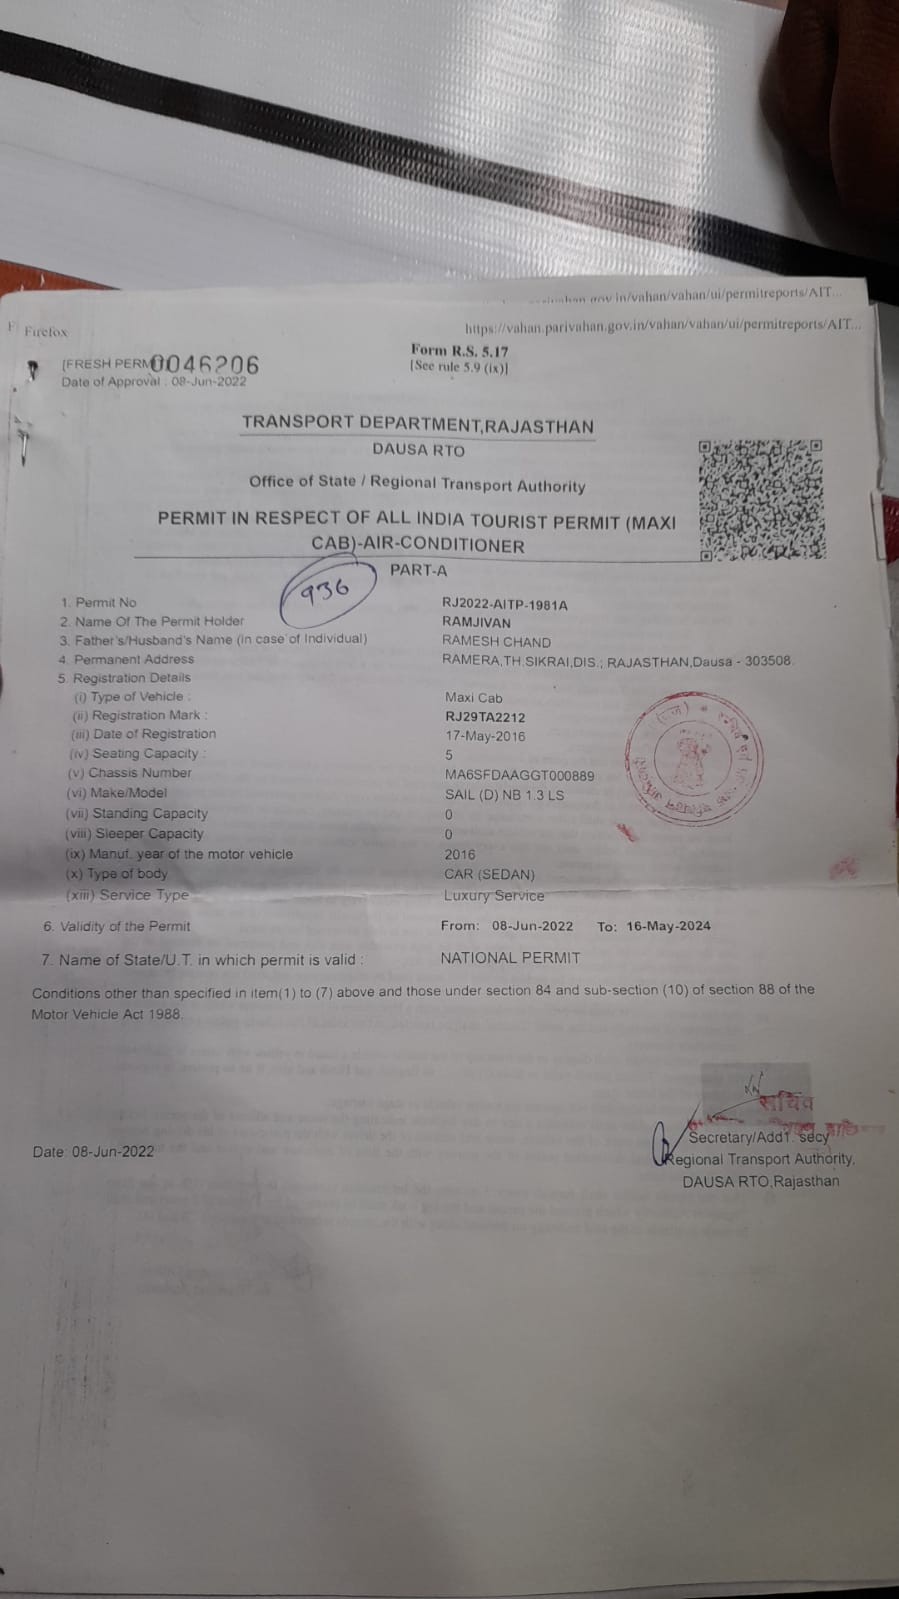 gov.in/vahan/vahan/ui/permitreports/AIT...
F Firefox https://vahan.parivahan.gov.in/vahan/vahan/ui/permitreports/AIT...
Form R.S. 5.17
[See rule 5.9 (ix)]
[FRESH PERM 0046206
Date of Approval : 08-Jun-2022
TRANSPORT DEPARTMENT,RAJASTHAN
DAUSA RTO
Office of State / Regional Transport Authority
PERMIT IN RESPECT OF ALL INDIA TOURIST PERMIT (MAXI
CAB)-AIR-CONDITIONER
PART-A
936
1. Permit No RJ2022-AITP-1981A
2. Name Of The Permit Holder RAMJIVAN
3. Father's/Husband's Name (in case of Individual) RAMESH CHAND
4. Permanent Address RAMERA,TH.SIKRAI,DIS.; RAJASTHAN,Dausa - 303508.
5. Registration Details
(i) Type of Vehicle : Maxi Cab
(ii) Registration Mark : RJ29TA2212
(iii) Date of Registration 17-May-2016
(iv) Seating Capacity : 5
(v) Chassis Number MA6SFDAAGGT000889
(vi) Make/Model SAIL (D) NB 1.3 LS
(vii) Standing Capacity 0
(viii) Sleeper Capacity 0
(ix) Manuf. year of the motor vehicle 2016
(x) Type of body CAR (SEDAN)
(xiii) Service Type Luxury Service
6. Validity of the Permit From: 08-Jun-2022 To: 16-May-2024
7. Name of State/U.T. in which permit is valid : NATIONAL PERMIT
Conditions other than specified in item(1) to (7) above and those under section 84 and sub-section (10) of section 88 of the
Motor Vehicle Act 1988.
सचिव
Secretary/Add1. secy
Date: 08-Jun-2022
Regional Transport Authority,
DAUSA RTO,Rajasthan